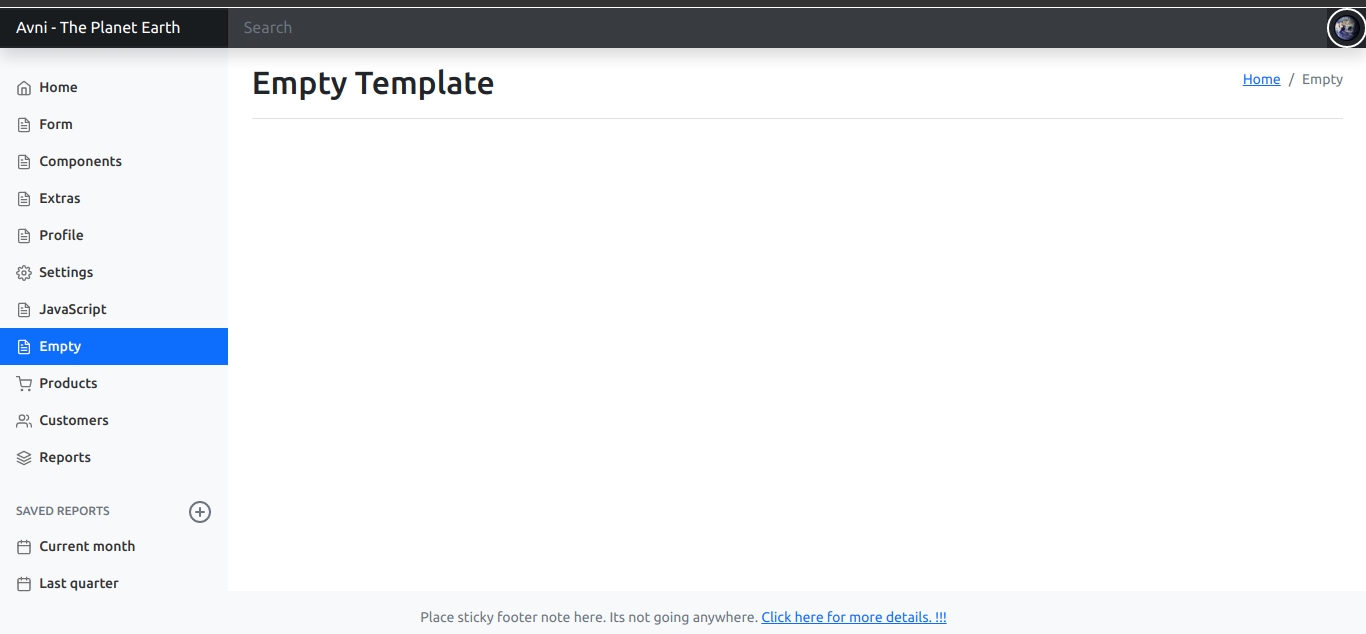 Avni - The Planet Earth
Search
Home
Form
Components
Extras
Profile
Settings
JavaScript
Empty
Products
Customers
Reports
SAVED REPORTS
Current month
Last quarter
Empty Template
Home / Empty
Place sticky footer note here. Its not going anywhere. Click here for more details. !!!